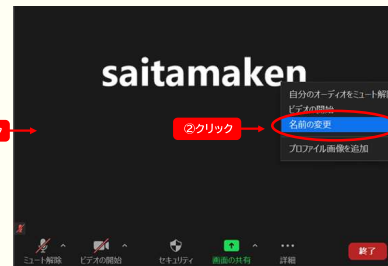 saitamaken
自分のオーディオをミュート解
ビデオの開始
名前の変更
プロファイル画像を追加
②クリック
ク
ミュート解除
ビデオの開始
セキュリティ
画面の共有
詳細
終了